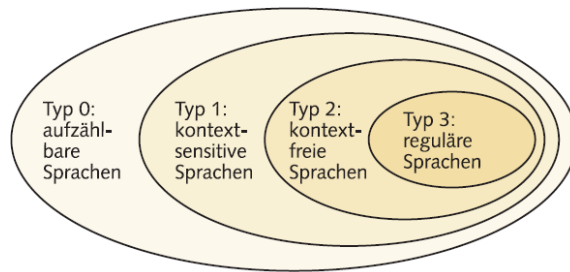 Typ 0:
aufzähl-
bare
Sprachen
Typ 1:
kontext-
sensitive
Sprachen
Typ 2:
kontext-
freie
Sprachen
Typ 3:
reguläre
Sprachen